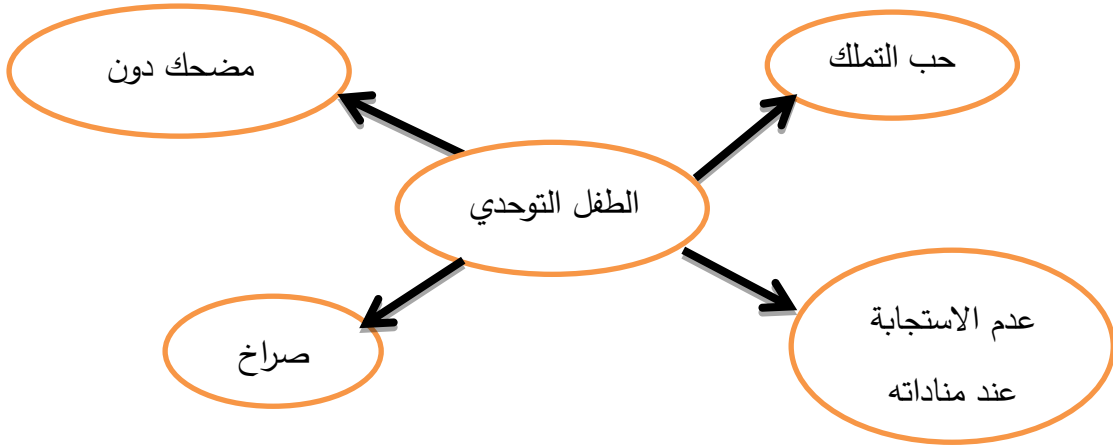 حب التملك
مضحك دون
الطفل التوحدي
عدم الاستجابة
عند مناداته
صراخ